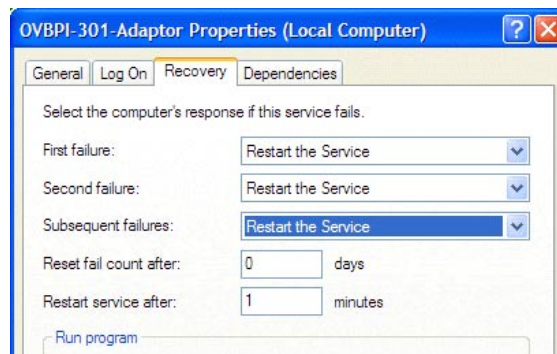 OVBPI-301-Adaptor Properties (Local Computer)
General Log On Recovery Dependencies
Select the computer's response if this service fails.
First failure: Restart the Service
Second failure: Restart the Service
Subsequent failures: Restart the Service
Reset fail count after: 0 days
Restart service after: 1 minutes
Run program